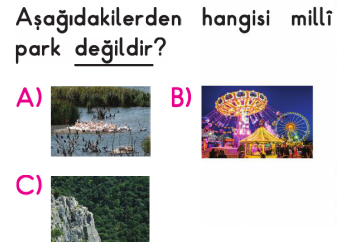 Aşağıdakilerden hangisi millî
park değildir?
A)
B)
C)